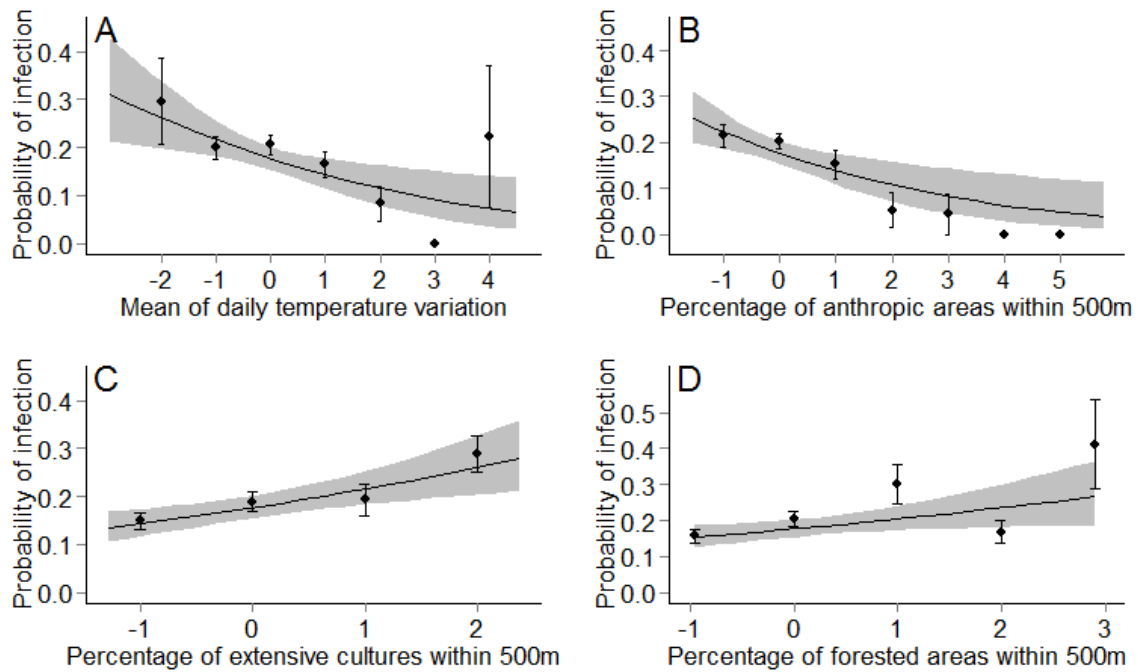 A
Probability of infection
0.4
0.3
0.2
0.1
0.0
-2 -1 0 1 2 3 4
Mean of daily temperature variation
B
Probability of infection
0.4
0.3
0.2
0.1
0.0
-1 0 1 2 3 4 5
Percentage of anthropic areas within 500m
C
Probability of infection
0.4
0.3
0.2
0.1
0.0
-1 0 1 2
Percentage of extensive cultures within 500m
D
Probability of infection
0.5
0.4
0.3
0.2
0.1
0.0
-1 0 1 2 3
Percentage of forested areas within 500m